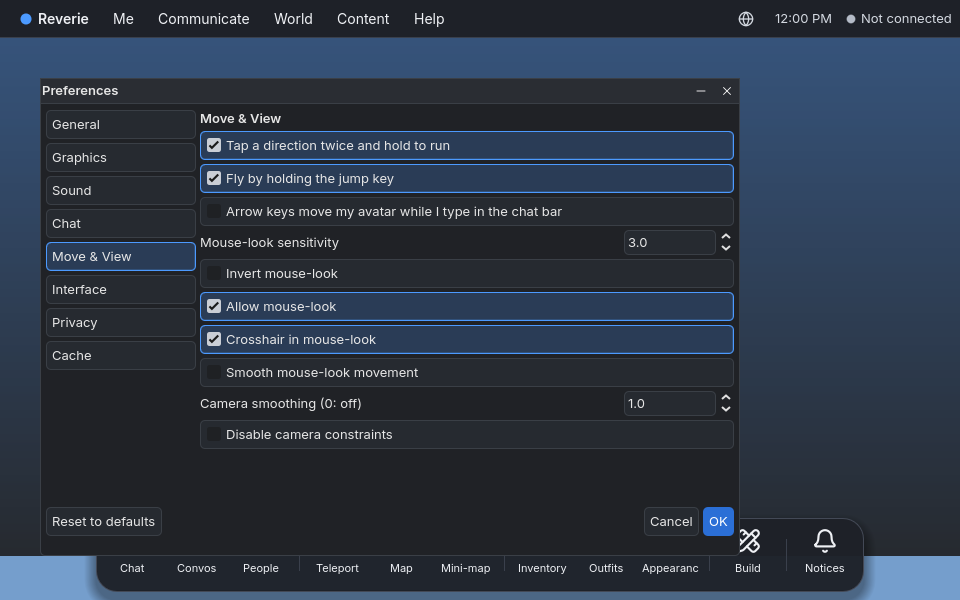 Reverie Me Communicate World Content Help 12:00 PM Not connected
Preferences
General
Graphics
Sound
Chat
Move & View
Interface
Privacy
Cache
Move & View
Tap a direction twice and hold to run
Fly by holding the jump key
Arrow keys move my avatar while I type in the chat bar
Mouse-look sensitivity 3.0
Invert mouse-look
Allow mouse-look
Crosshair in mouse-look
Smooth mouse-look movement
Camera smoothing (0: off) 1.0
Disable camera constraints
Reset to defaults Cancel OK
Chat Convos People Teleport Map Mini-map Inventory Outfits Appearanc Build Notices